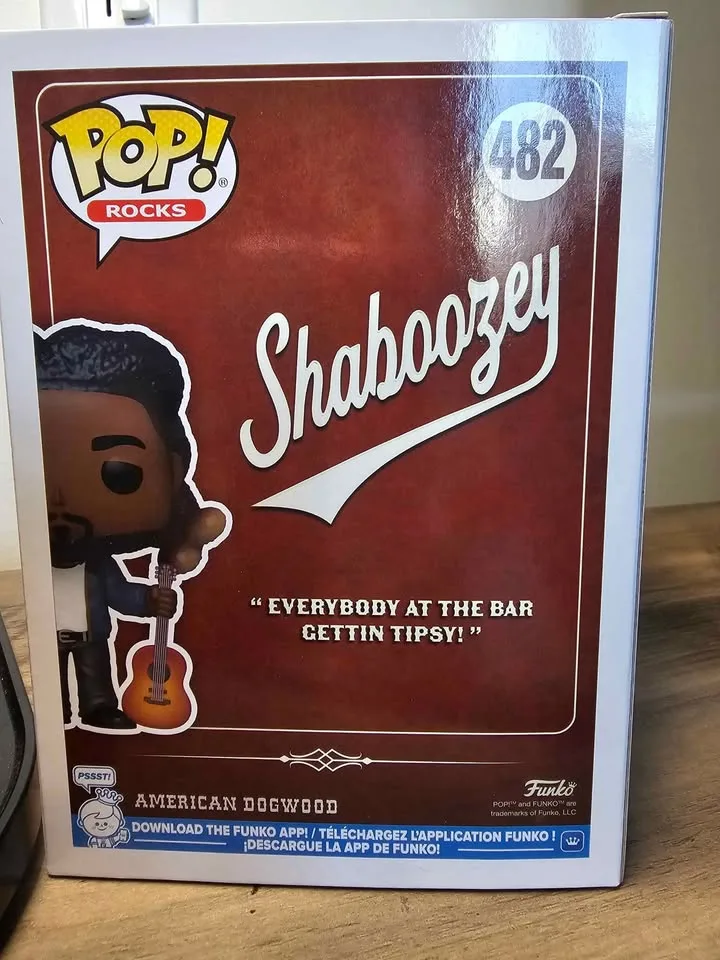 POP!®
ROCKS
482
Shaboozey
“ EVERYBODY AT THE BAR
GETTIN TIPSY! ”
PSSST!
AMERICAN DOGWOOD
Funko
POP!™ and FUNKO™ are
trademarks of Funko, LLC
DOWNLOAD THE FUNKO APP! / TÉLÉCHARGEZ L'APPLICATION FUNKO !
¡DESCARGUE LA APP DE FUNKO!